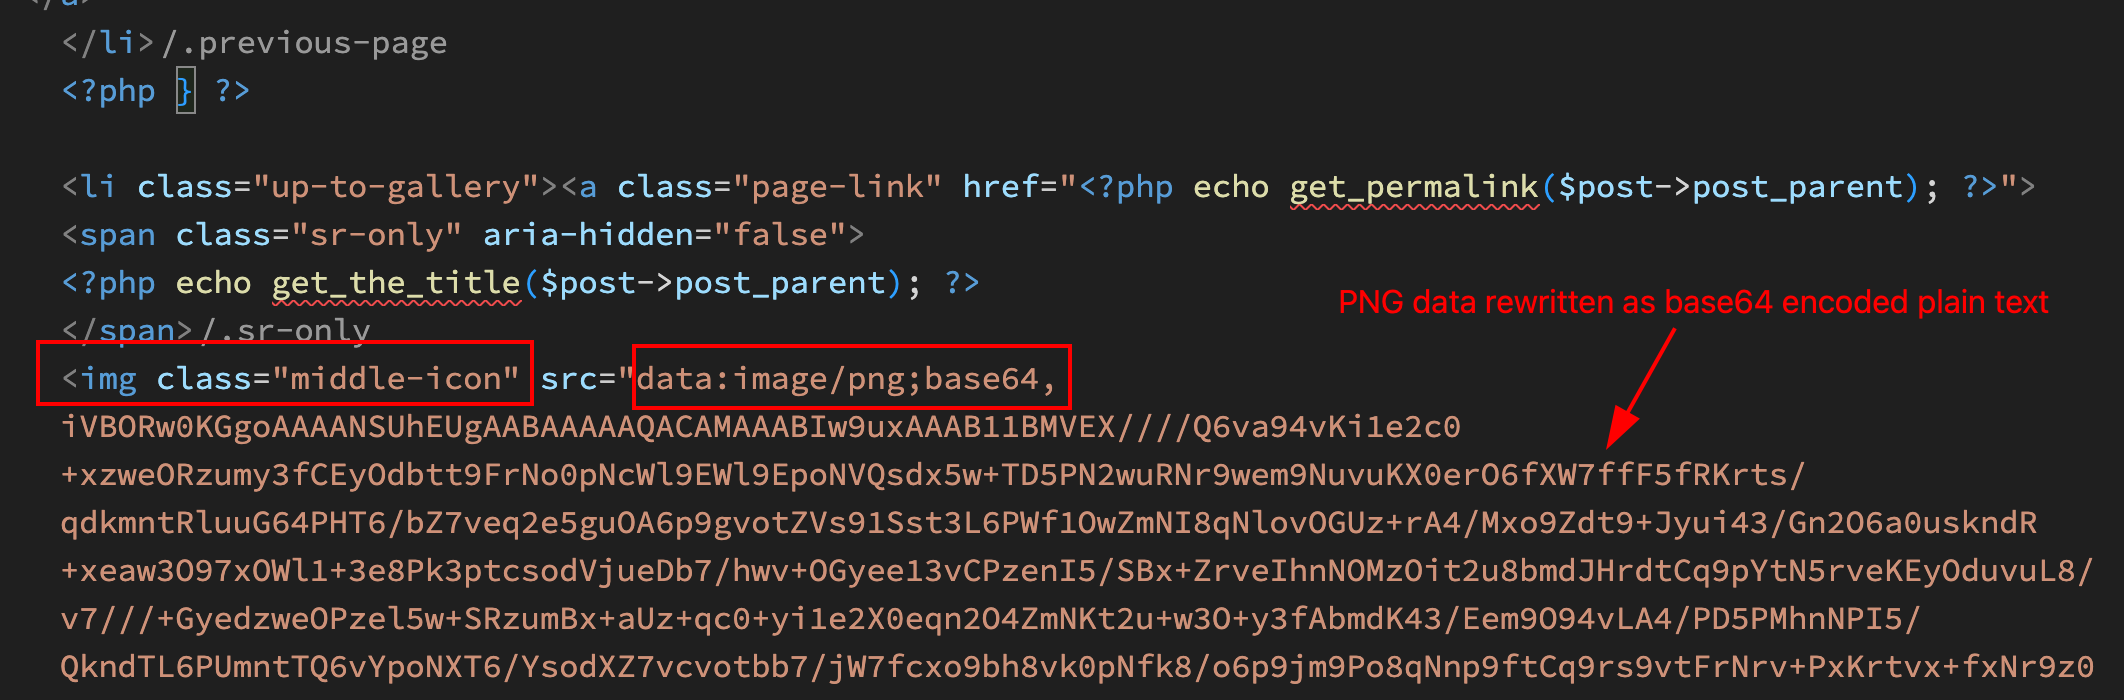 </a>
</li>/.previous-page
<?php } ?>
<li class="up-to-gallery"><a class="page-link" href="<?php echo get_permalink($post->post_parent); ?>">
<span class="sr-only" aria-hidden="false">
<?php echo get_the_title($post->post_parent); ?>
PNG data rewritten as base64 encoded plain text
</span>/.sr-only
<img class="middle-icon" src="data:image/png;base64,
iVBORw0KGgoAAAANSUhEUgAABAAAAAQACAMAAABIw9uxAAAB11BMVEX////Q6va94vKi1e2c0
+xzweORzumy3fCEyOdbtt9FrNo0pNcWl9EWl9EpoNVQsdx5w+TD5PN2wuRNr9wem9NuvuKX0erO6fXW7ffF5fRKrts/
qdkmntRluuG64PHT6/bZ7veq2e5guOA6p9gvotZVs91Sst3L6PWf1OwZmNI8qNlovOGUz+rA4/Mxo9Zdt9+Jyui43/Gn2O6a0uskndR
+xeaw3O97xOWl1+3e8Pk3ptcsodVjueDb7/hwv+OGyee13vCPzenI5/SBx+ZrveIhnNOMzOit2u8bmdJHrdtCq9pYtN5rveKEyOduvuL8/
v7///+GyedzweOPzel5w+SRzumBx+aUz+qc0+yi1e2X0eqn2O4ZmNKt2u+w3O+y3fAbmdK43/Eem9O94vLA4/PD5PMhnNPI5/
QkndTL6PUmntTQ6vYpoNXT6/YsodXZ7vcvotbb7/jW7fcxo9bh8vk0pNfk8/o6p9jm9Po8qNnp9ftCq9rs9vtFrNrv+PxKrtvx+fxNr9z0